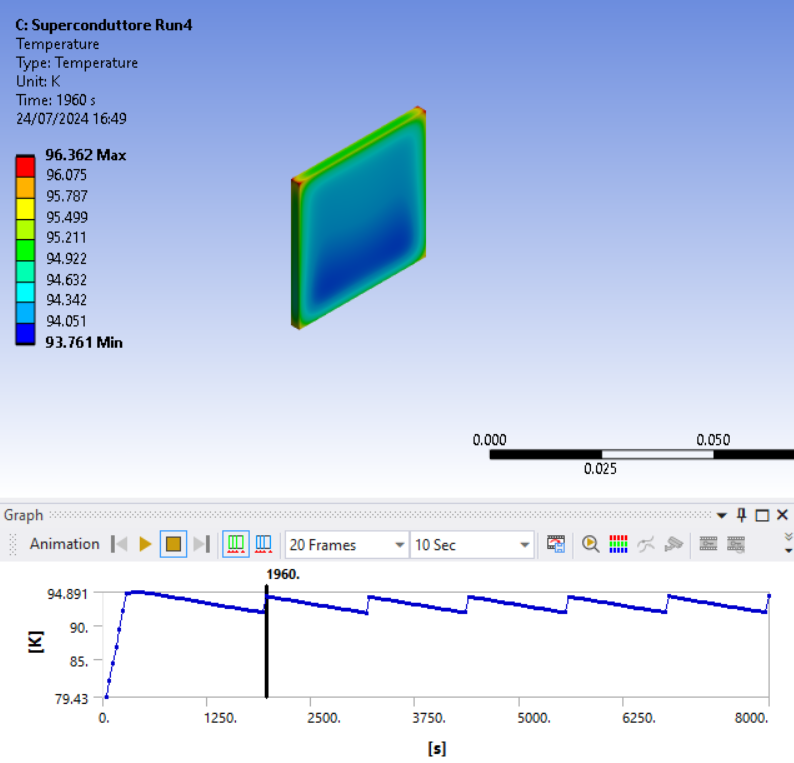 C: Superconduttore Run4
Temperature
Type: Temperature
Unit: K
Time: 1960 s
24/07/2024 16:49
96.362 Max
96.075
95.787
95.499
95.211
94.922
94.632
94.342
94.051
93.761 Min
0.000 0.050
0.025
Graph
Animation 20 Frames 10 Sec
1960.
94.891
90.
85.
79.43
[K]
0. 1250. 2500. 3750. 5000. 6250. 8000.
[s]